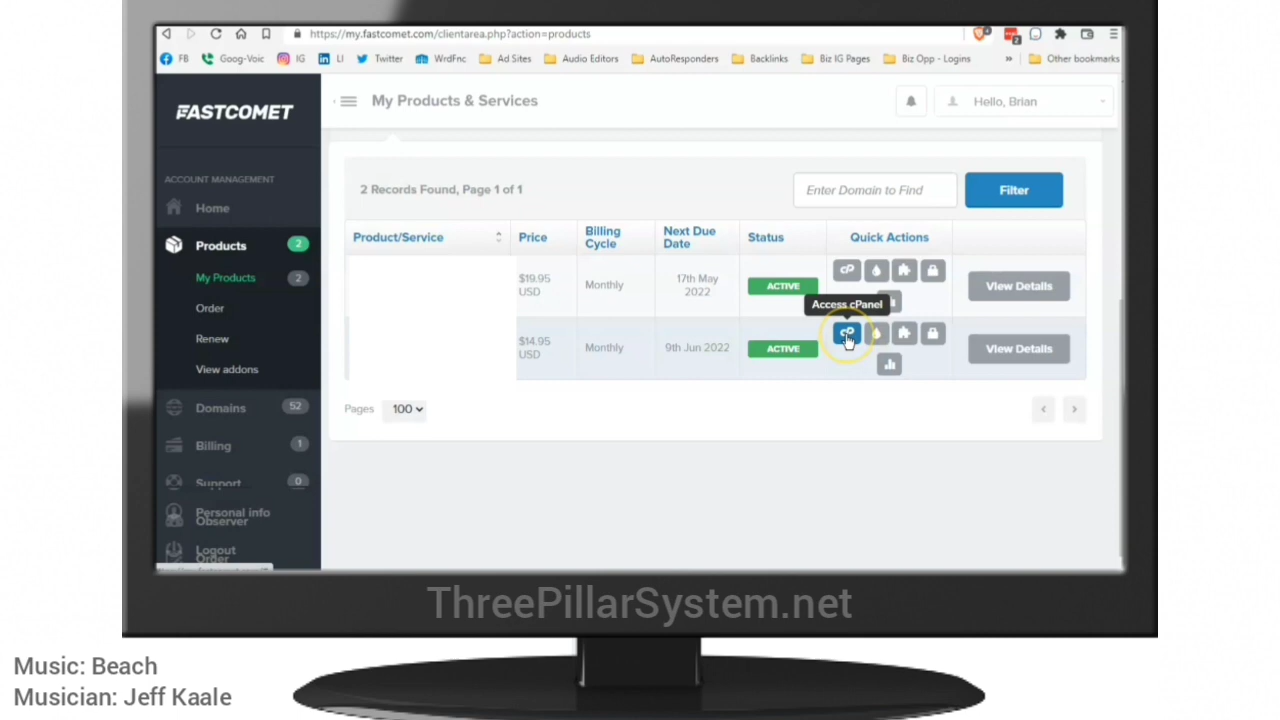 https://my.fastcomet.com/clientarea.php?action=products
FB Goog-Voic IG LI Twitter WrdFnc Ad Sites Audio Editors AutoResponders Backlinks Biz IG Pages Biz Opp - Logins » Other bookmarks
FASTCOMET
My Products & Services
Hello, Brian
ACCOUNT MANAGEMENT
Home
Products 2
My Products 2
Order
Renew
View addons
Domains 52
Billing 1
Support 0
Personal info
Observer
Logout
Order
2 Records Found, Page 1 of 1
Enter Domain to Find
Filter
Product/Service Price Billing Cycle Next Due Date Status Quick Actions
$19.95 USD Monthly 17th May 2022 ACTIVE View Details
Access cPanel
$14.95 USD Monthly 9th Jun 2022 ACTIVE View Details
Pages 100
ThreePillarSystem.net
Music: Beach
Musician: Jeff Kaale